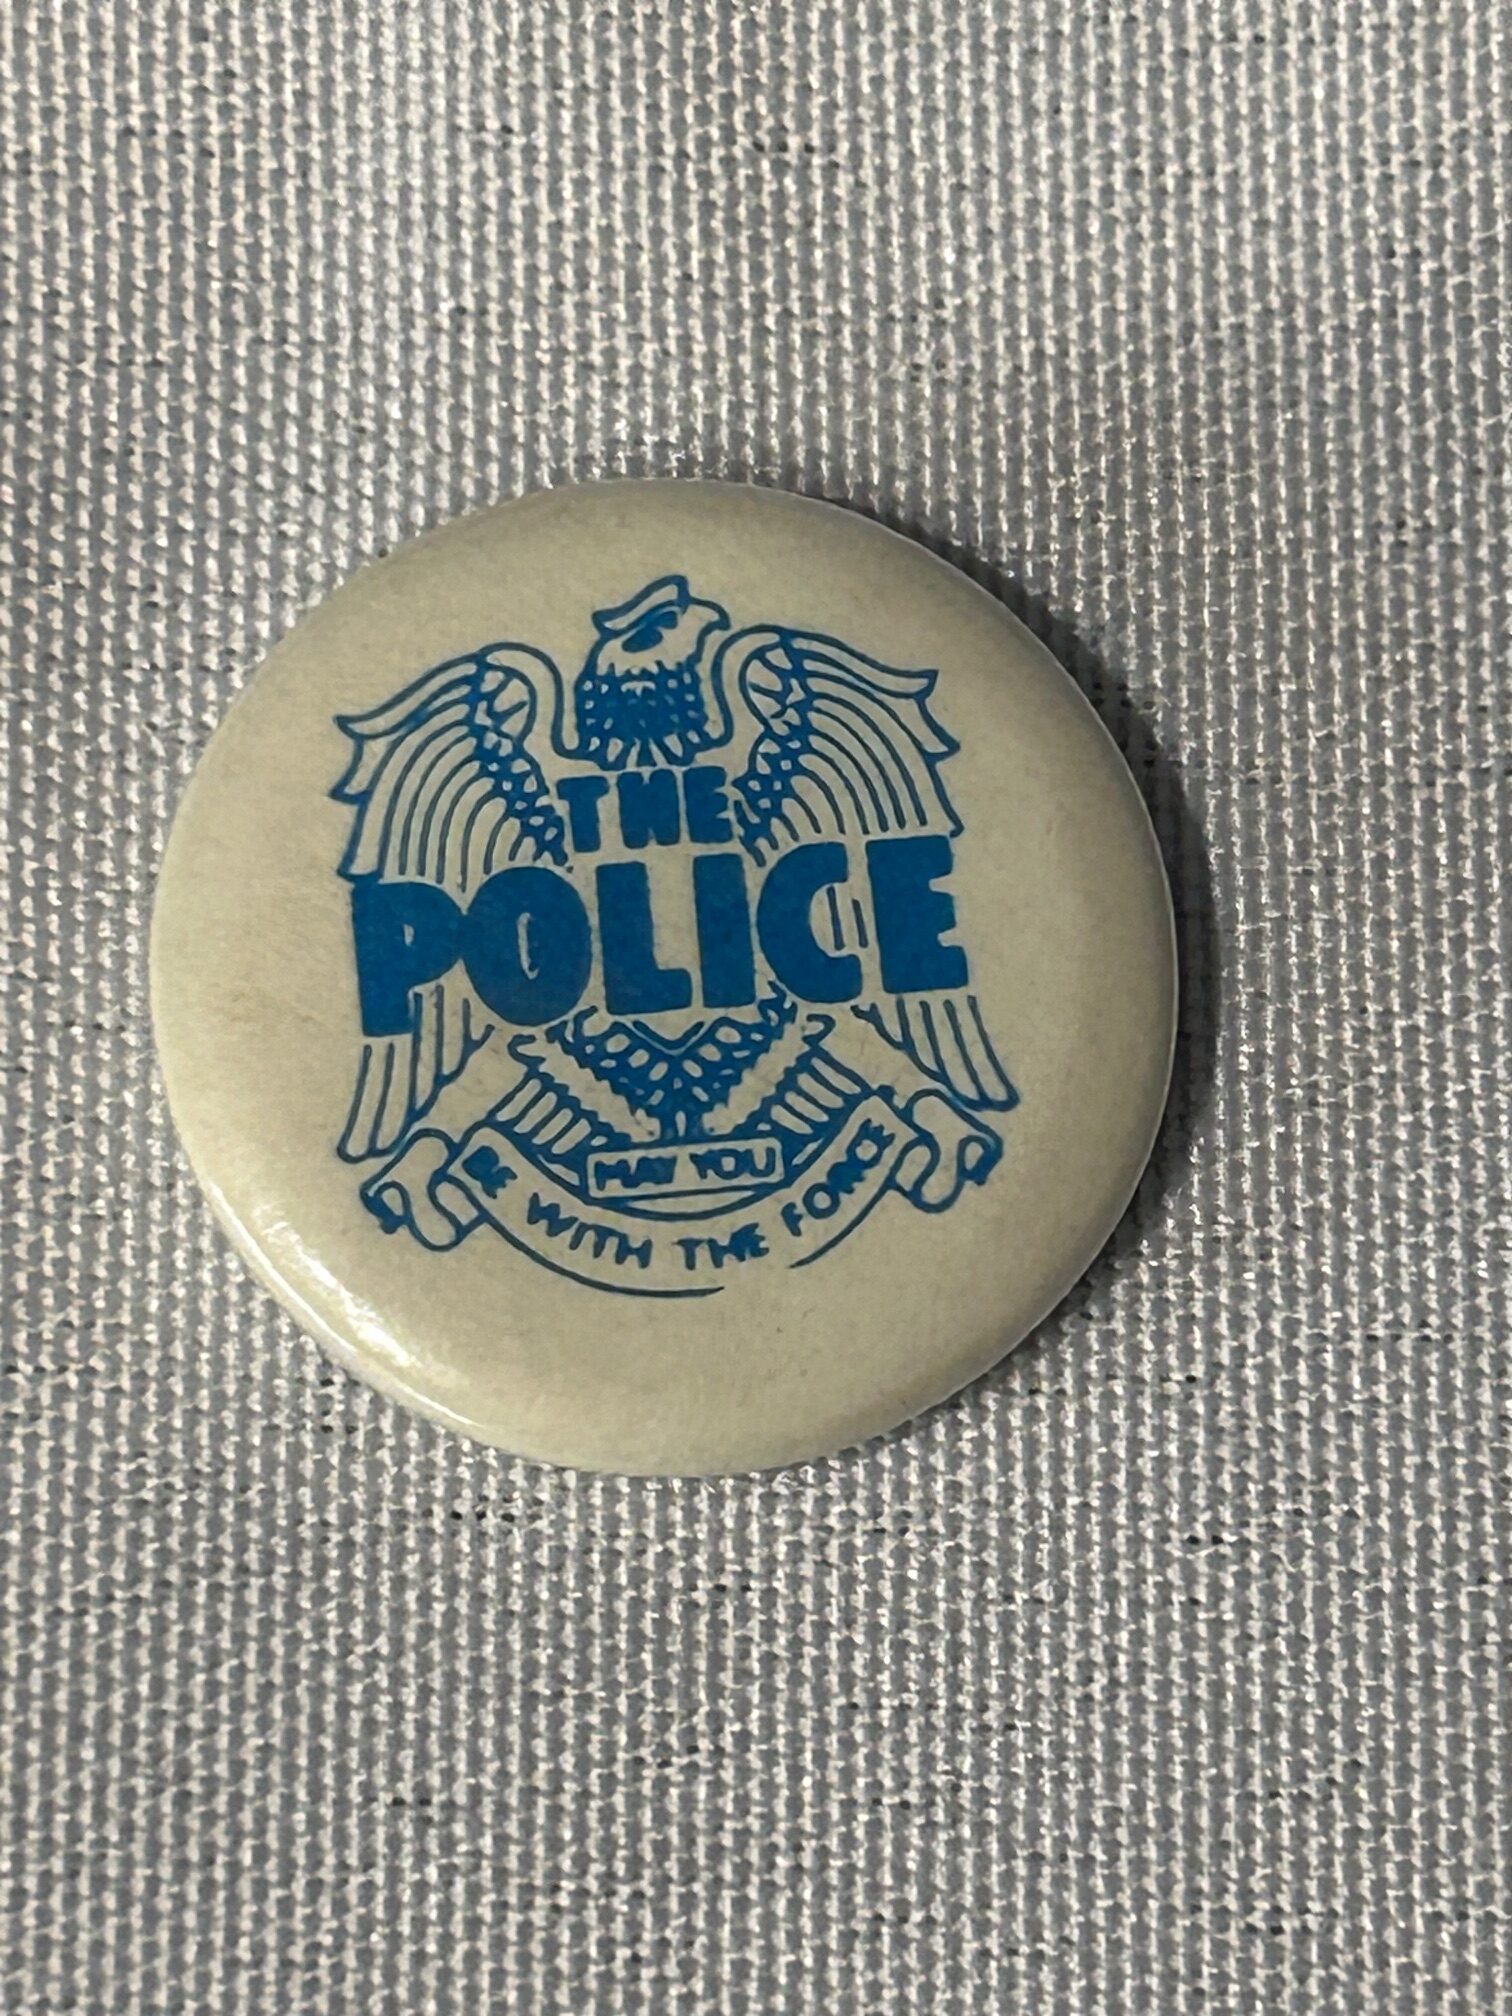 THE
POLICE
MAY YOU
BE WITH THE FORCE